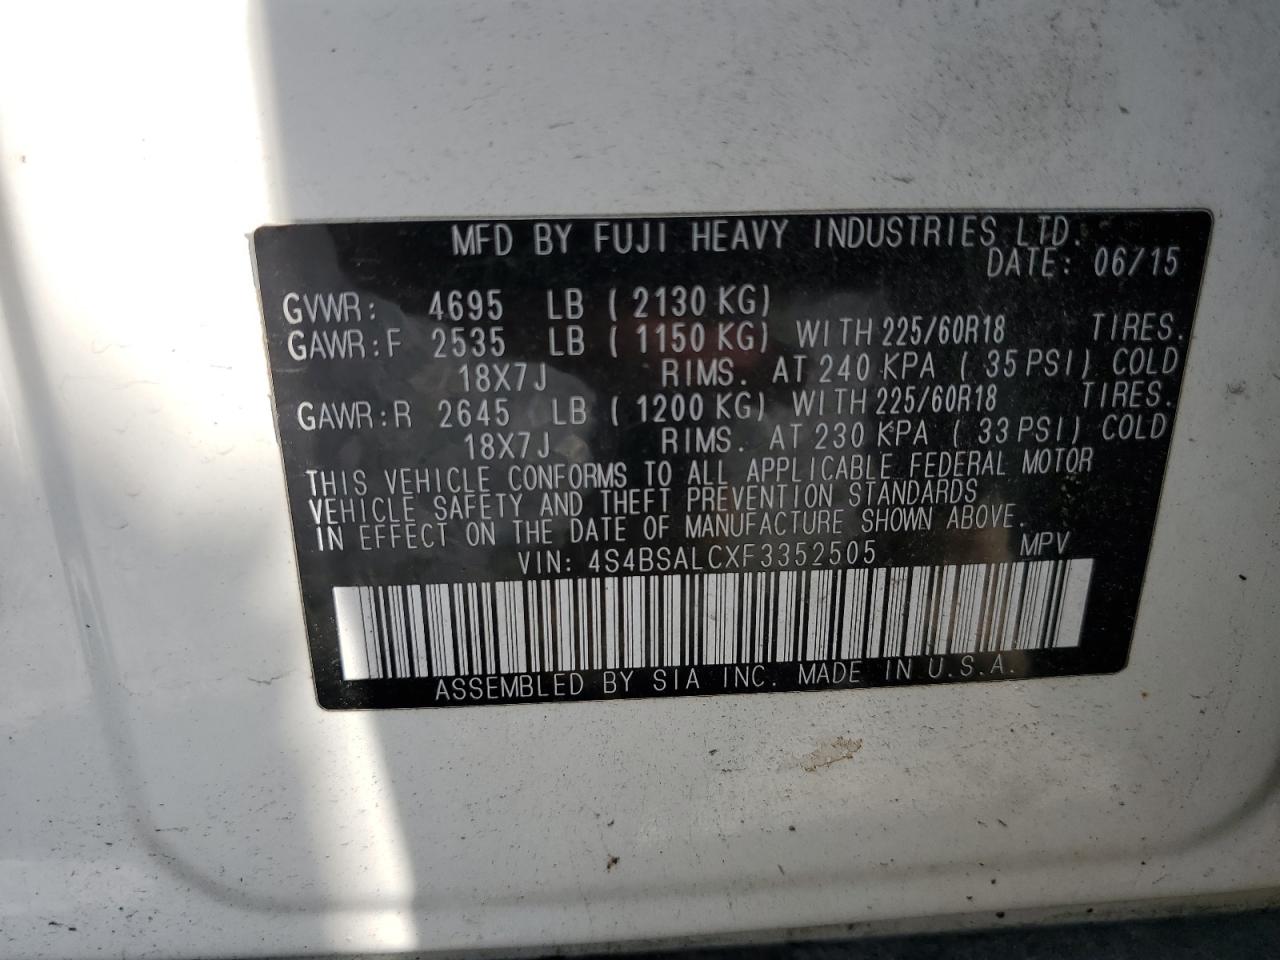 MFD BY FUJI HEAVY INDUSTRIES LTD.
DATE: 06/15
GVWR: 4695 LB ( 2130 KG)
GAWR: F 2535 LB ( 1150 KG) WITH 225/60R18 TIRES.
18X7J RIMS. AT 240 KPA ( 35 PSI) COLD
GAWR: R 2645 LB ( 1200 KG) WITH 225/60R18 TIRES.
18X7J RIMS. AT 230 KPA ( 33 PSI) COLD
THIS VEHICLE CONFORMS TO ALL APPLICABLE FEDERAL MOTOR
VEHICLE SAFETY AND THEFT PREVENTION STANDARDS
IN EFFECT ON THE DATE OF MANUFACTURE SHOWN ABOVE.
VIN: 4S4BSALCXF3352505 MPV
ASSEMBLED BY SIA INC. MADE IN U.S.A.